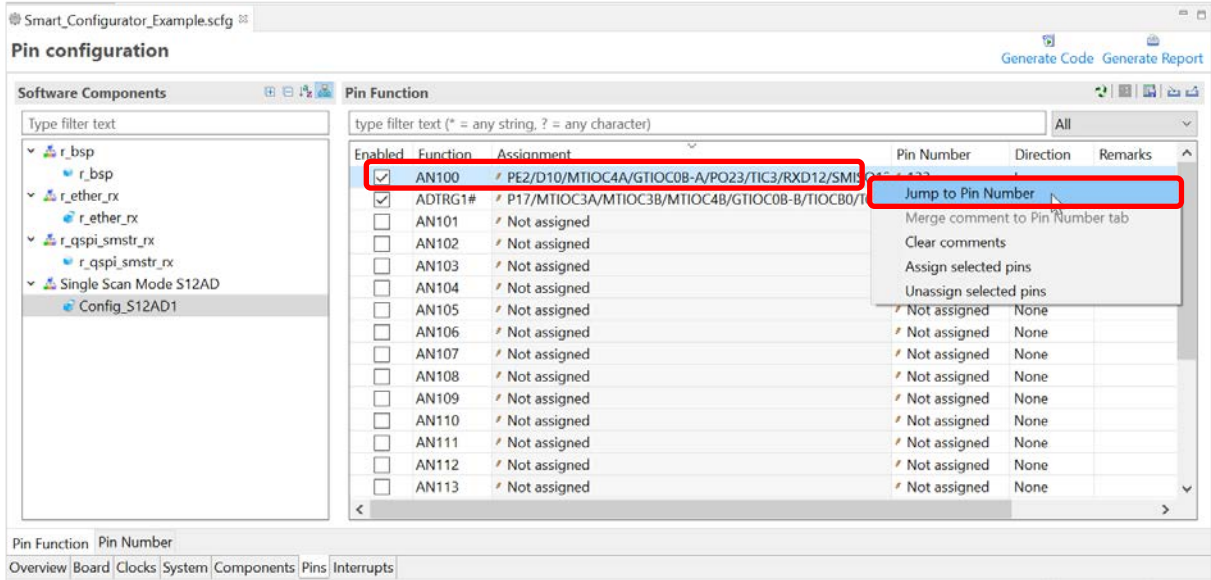 Smart_Configurator_Example.scfg
Pin configuration
Generate Code Generate Report
Software Components
Pin Function
Type filter text
type filter text (* = any string, ? = any character)
All
Enabled Function Assignment Pin Number Direction Remarks
r_bsp
r_bsp
r_ether_rx
r_ether_rx
r_qspi_smstr_rx
r_qspi_smstr_rx
Single Scan Mode S12AD
Config_S12AD1
AN100 PE2/D10/MTIOC4A/GTIOC0B-A/PO23/TIC3/RXD12/SMISO12
ADTRG1# P17/MTIOC3A/MTIOC3B/MTIOC4B/GTIOC0B-B/TIOCB0/
AN101 Not assigned
AN102 Not assigned
AN103 Not assigned
AN104 Not assigned
AN105 Not assigned Not assigned None
AN106 Not assigned Not assigned None
AN107 Not assigned Not assigned None
AN108 Not assigned Not assigned None
AN109 Not assigned Not assigned None
AN110 Not assigned Not assigned None
AN111 Not assigned Not assigned None
AN112 Not assigned Not assigned None
AN113 Not assigned Not assigned None
Jump to Pin Number
Merge comment to Pin Number tab
Clear comments
Assign selected pins
Unassign selected pins
Pin Function Pin Number
Overview Board Clocks System Components Pins Interrupts